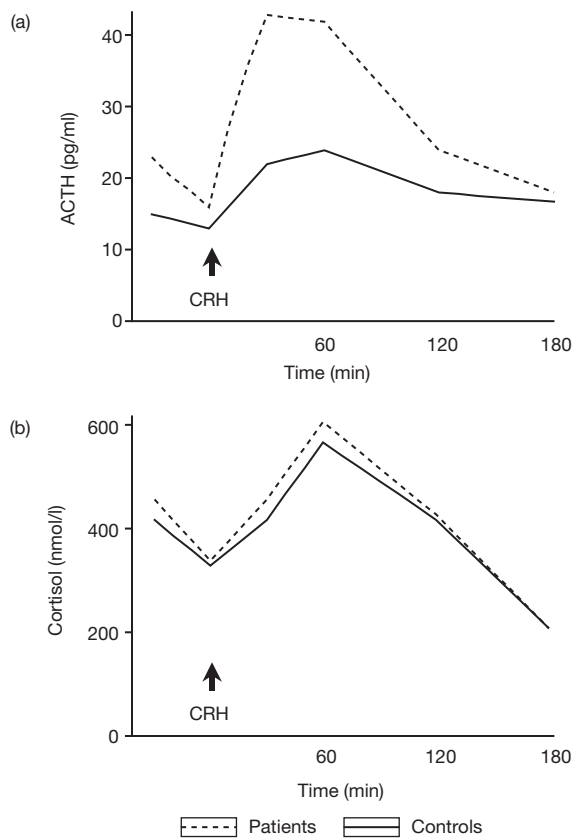 (a)
ACTH (pg/ml)
40
30
20
10
0
CRH
60
120
180
Time (min)
(b)
Cortisol (nmol/l)
600
400
200
0
CRH
60
120
180
Time (min)
Patients
Controls